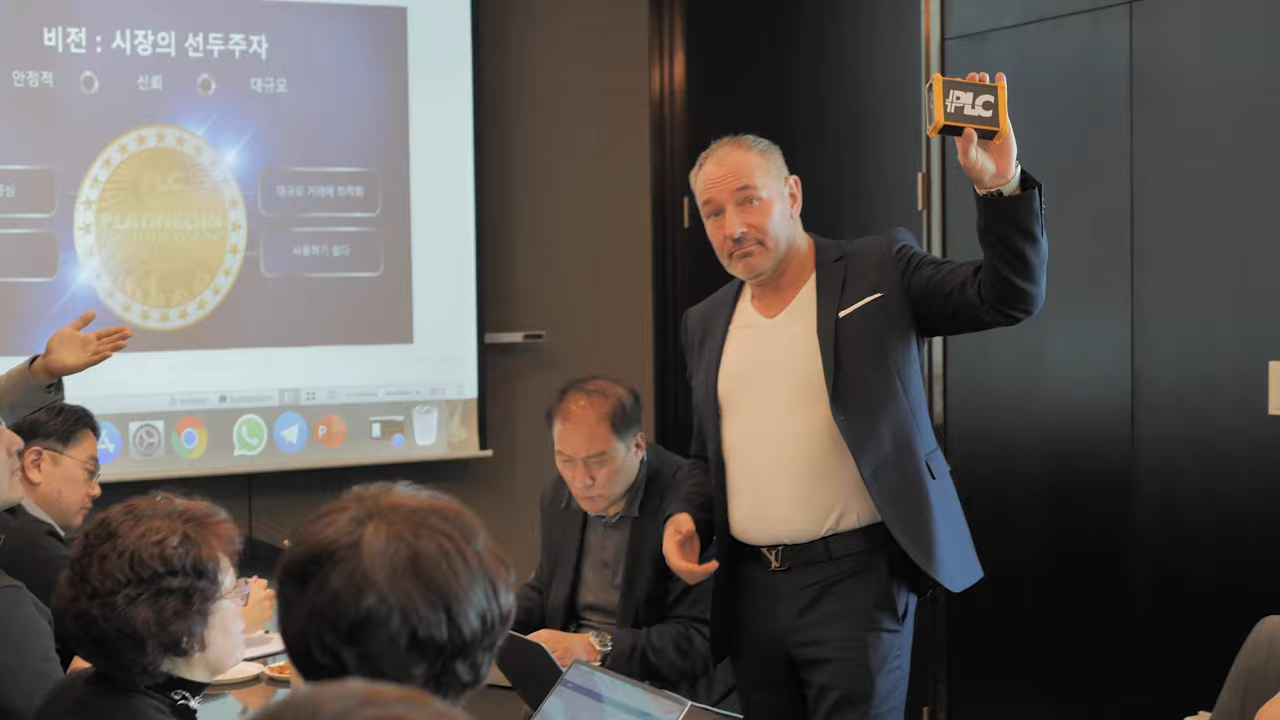 비전 : 시장의 선두주자
안정적 신뢰 대규모
PLC
PLATINCOIN
대규모 거래에 최적화
사용하기 쉽다
PLC